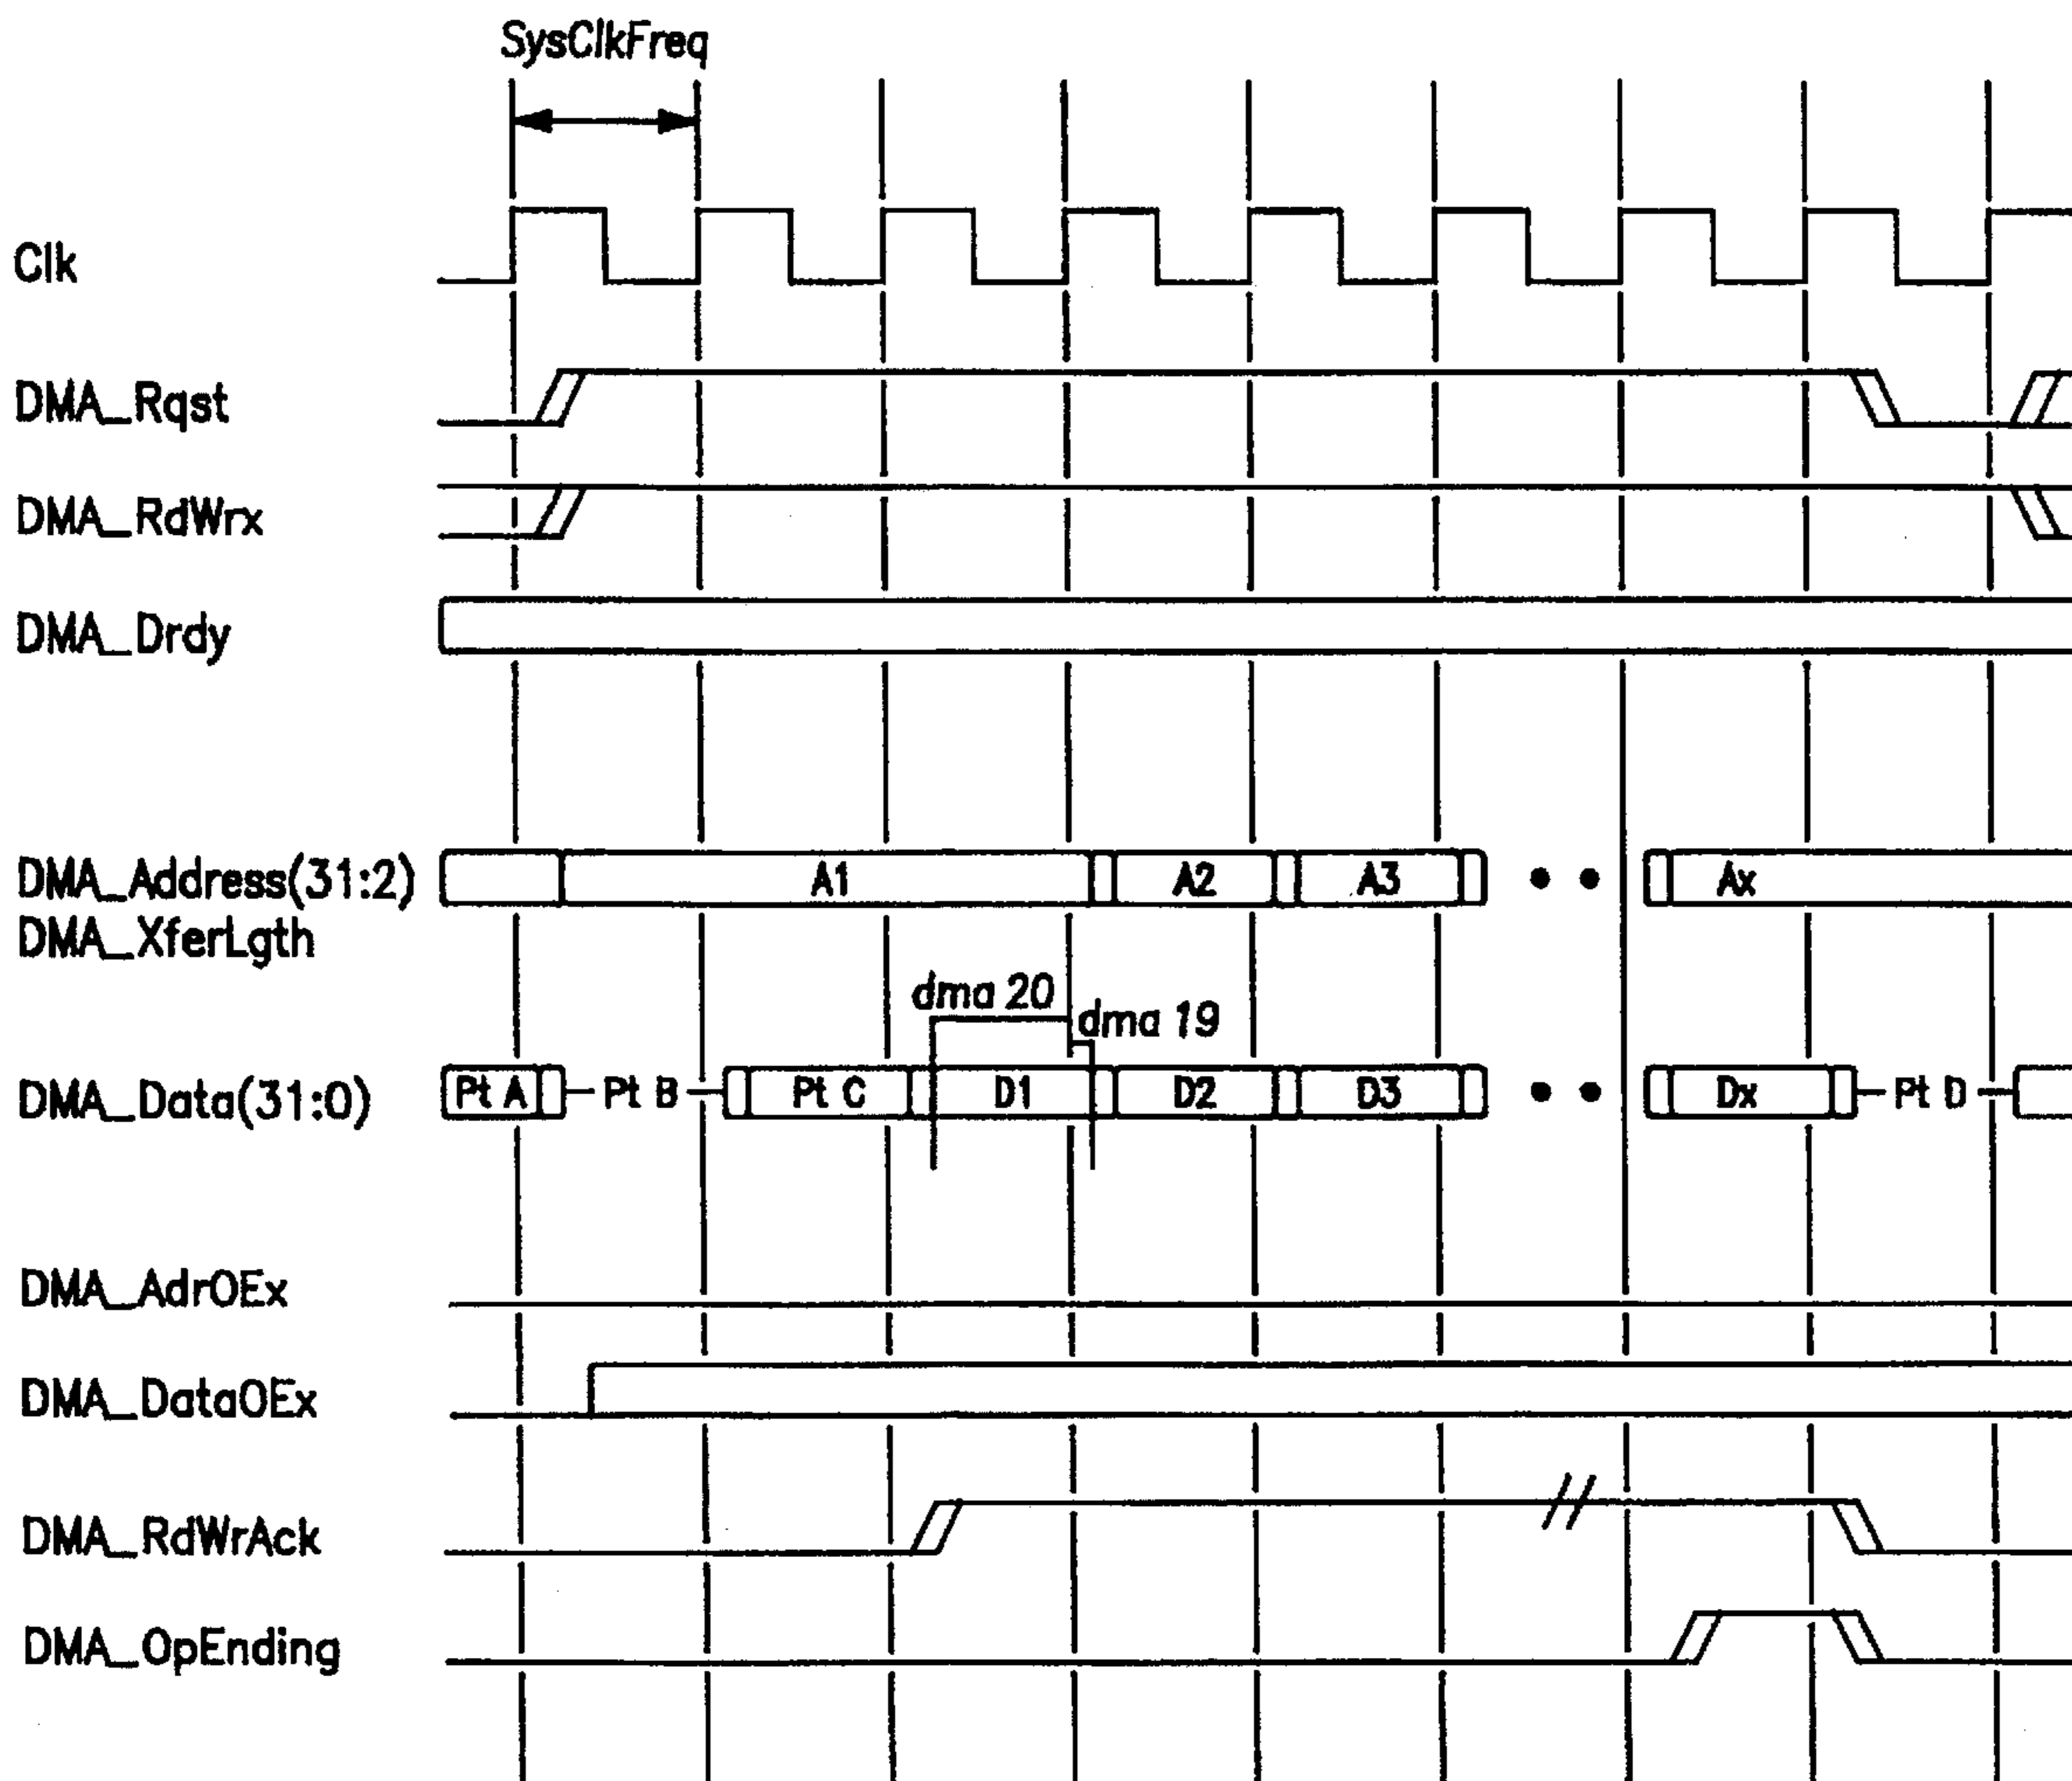 SysClkFreq
Clk
DMA_Rqst
DMA_RdWrx
DMA_Drdy
DMA_Address(31:2) A1 A2 A3 Ax
DMA_XferLgth
dma 20
dma 19
DMA_Data(31:0) Pt A Pt B Pt C D1 D2 D3 Dx Pt D
DMA_AdrOEx
DMA_DataOEx
DMA_RdWrAck
DMA_OpEnding